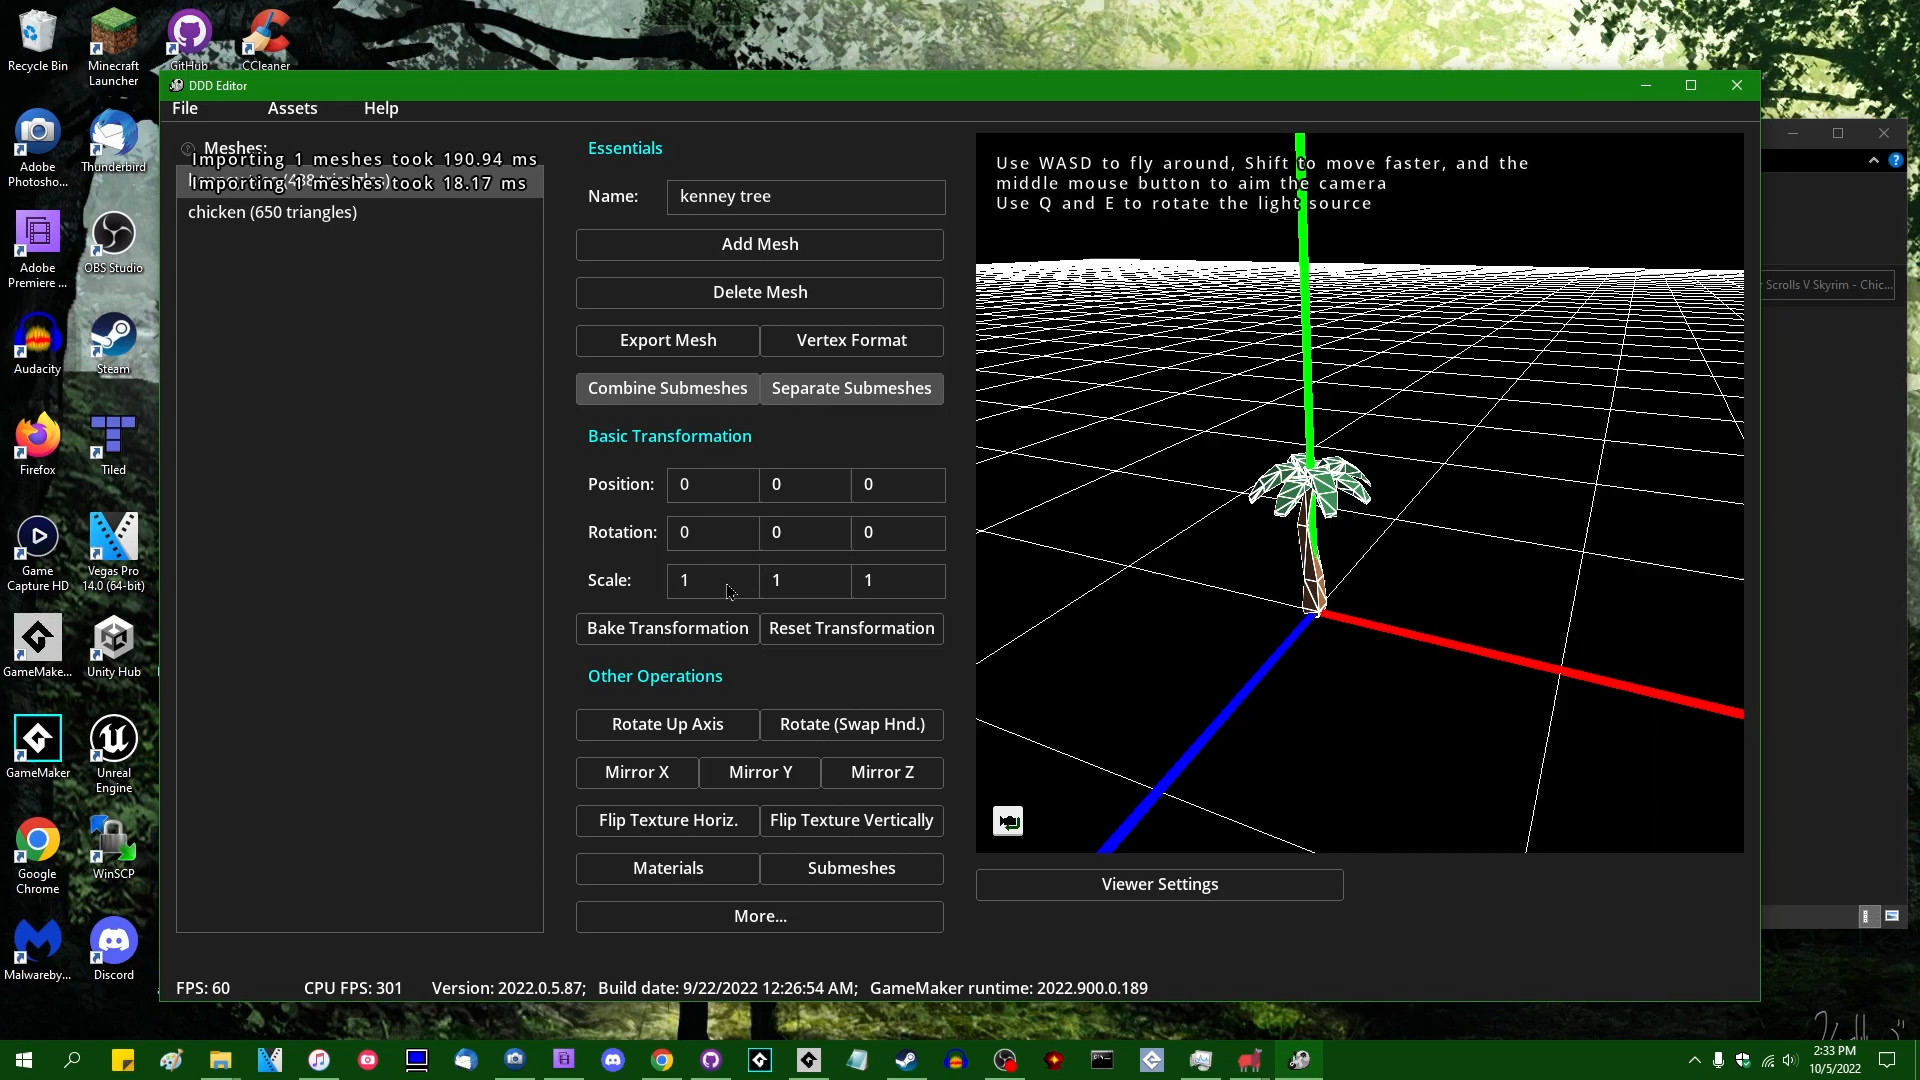 Recycle Bin
Minecraft Launcher
GitHub
CCleaner
Adobe Photosho...
Thunderbird
Adobe Premiere ...
OBS Studio
Audacity
Steam
Firefox
Tiled
Game Capture HD
Vegas Pro 14.0 (64-bit)
GameMake...
Unity Hub
GameMaker
Unreal Engine
Google Chrome
WinSCP
Malwareby...
Discord
DDD Editor
File
Assets
Help
Meshes:
Importing 1 meshes took 190.94 ms
Importing 1 meshes took 18.17 ms
chicken (650 triangles)
Essentials
Name:
kenney tree
Add Mesh
Delete Mesh
Export Mesh
Vertex Format
Combine Submeshes
Separate Submeshes
Basic Transformation
Position:
0
0
0
Rotation:
0
0
0
Scale:
1
1
1
Bake Transformation
Reset Transformation
Other Operations
Rotate Up Axis
Rotate (Swap Hnd.)
Mirror X
Mirror Y
Mirror Z
Flip Texture Horiz.
Flip Texture Vertically
Materials
Submeshes
More...
Use WASD to fly around, Shift to move faster, and the
middle mouse button to aim the camera
Use Q and E to rotate the light source
Viewer Settings
Scrolls V Skyrim - Chic...
FPS: 60
CPU FPS: 301
Version: 2022.0.5.87;
Build date: 9/22/2022 12:26:54 AM;
GameMaker runtime: 2022.900.0.189
2:33 PM
10/5/2022